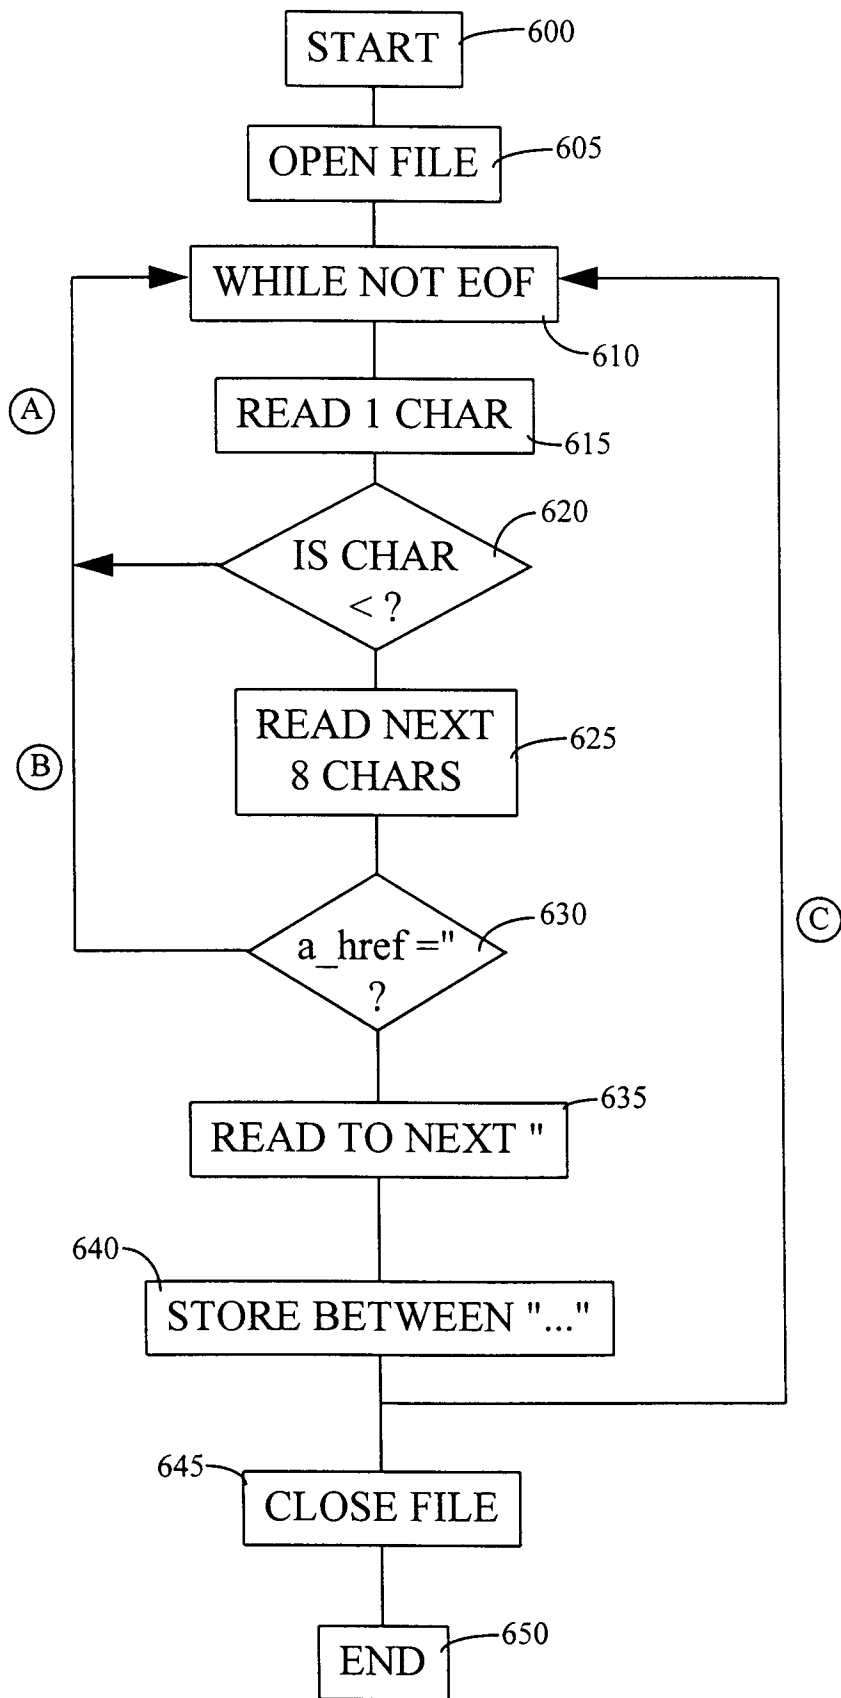 START
600
OPEN FILE
605
WHILE NOT EOF
610
A
READ 1 CHAR
615
620
IS CHAR
< ?
READ NEXT
8 CHARS
625
B
630
a_href ="
?
C
635
READ TO NEXT "
640
STORE BETWEEN "..."
645
CLOSE FILE
650
END